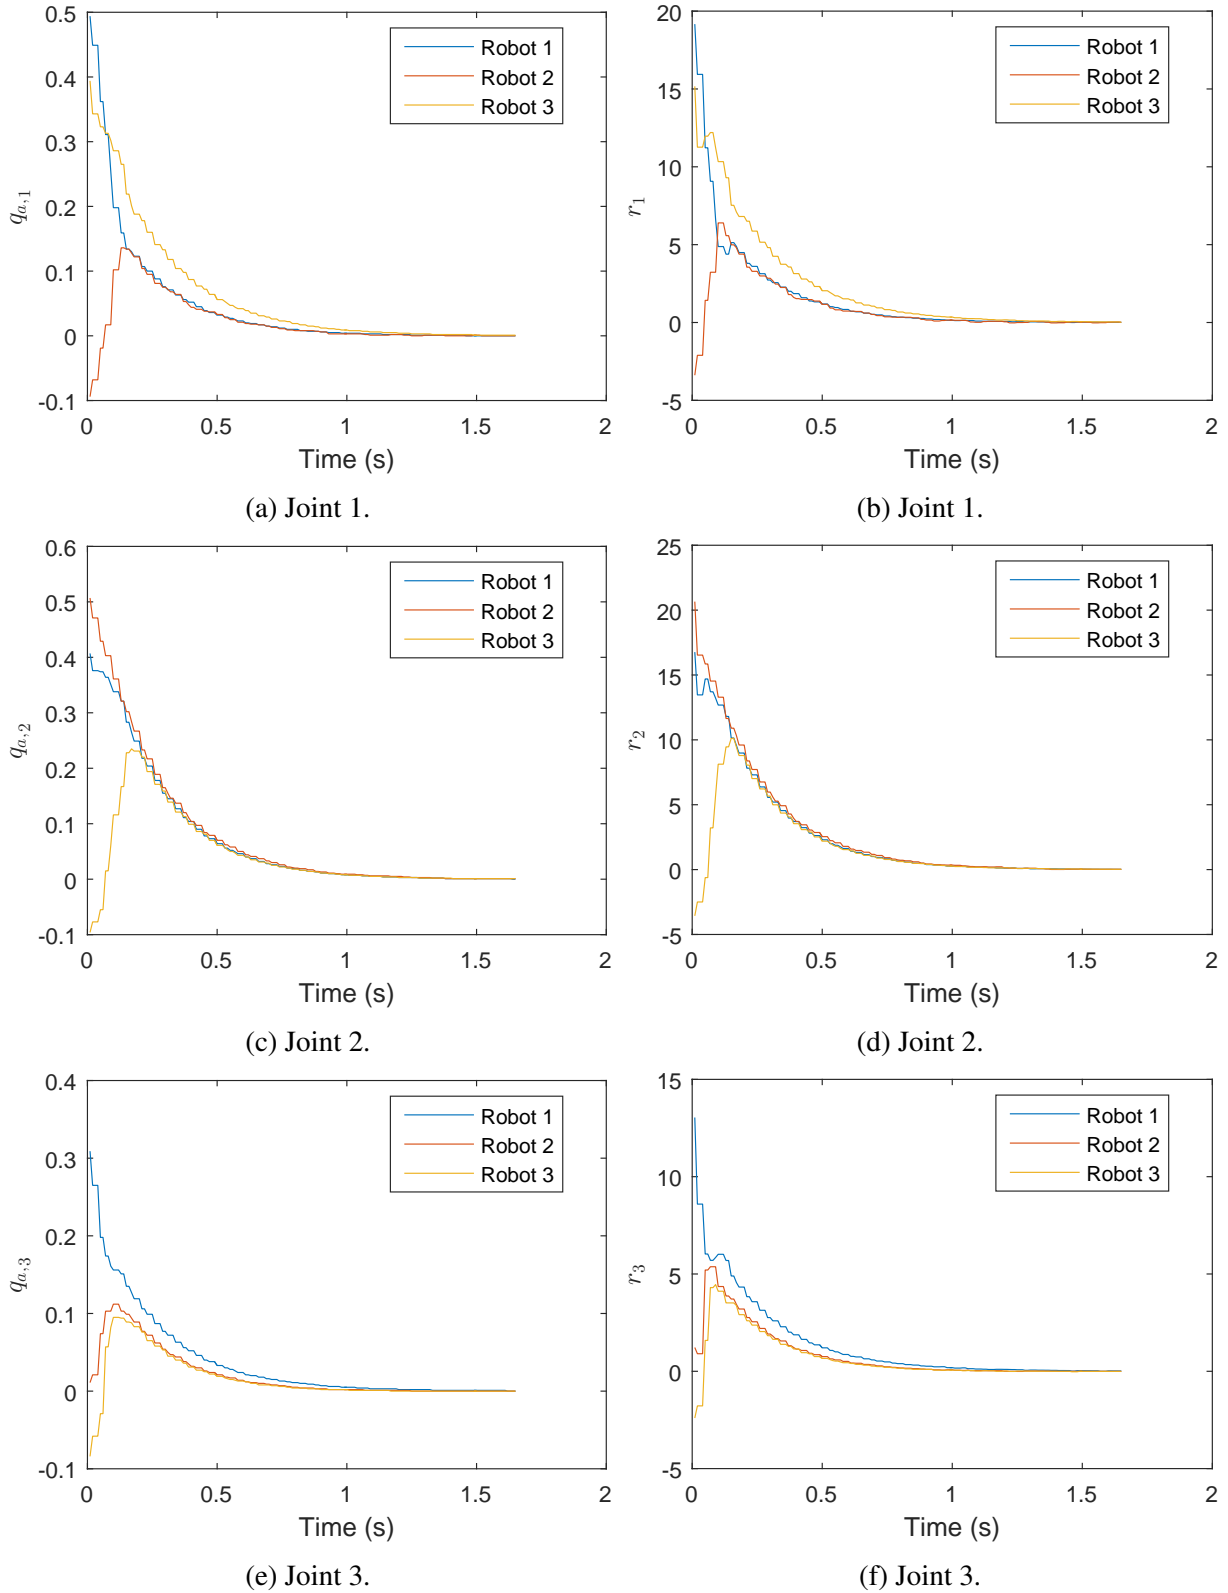 0.5
0.4
0.3
0.2
0.1
0
-0.1
q_{a,1}
Robot 1
Robot 2
Robot 3
0 0.5 1 1.5 2
Time (s)
(a) Joint 1.
20
15
10
5
0
-5
r_1
Robot 1
Robot 2
Robot 3
0 0.5 1 1.5 2
Time (s)
(b) Joint 1.
0.6
0.5
0.4
0.3
0.2
0.1
0
-0.1
q_{a,2}
Robot 1
Robot 2
Robot 3
0 0.5 1 1.5 2
Time (s)
(c) Joint 2.
25
20
15
10
5
0
-5
r_2
Robot 1
Robot 2
Robot 3
0 0.5 1 1.5 2
Time (s)
(d) Joint 2.
0.4
0.3
0.2
0.1
0
-0.1
q_{a,3}
Robot 1
Robot 2
Robot 3
0 0.5 1 1.5 2
Time (s)
(e) Joint 3.
15
10
5
0
-5
r_3
Robot 1
Robot 2
Robot 3
0 0.5 1 1.5 2
Time (s)
(f) Joint 3.